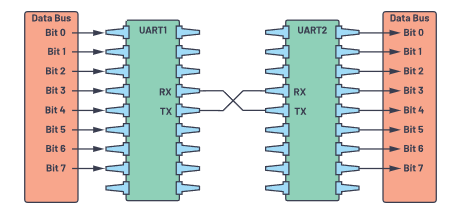 Data Bus
Bit 0
Bit 1
Bit 2
Bit 3
Bit 4
Bit 5
Bit 6
Bit 7
UART1
RX
TX
UART2
RX
TX
Data Bus
Bit 0
Bit 1
Bit 2
Bit 3
Bit 4
Bit 5
Bit 6
Bit 7